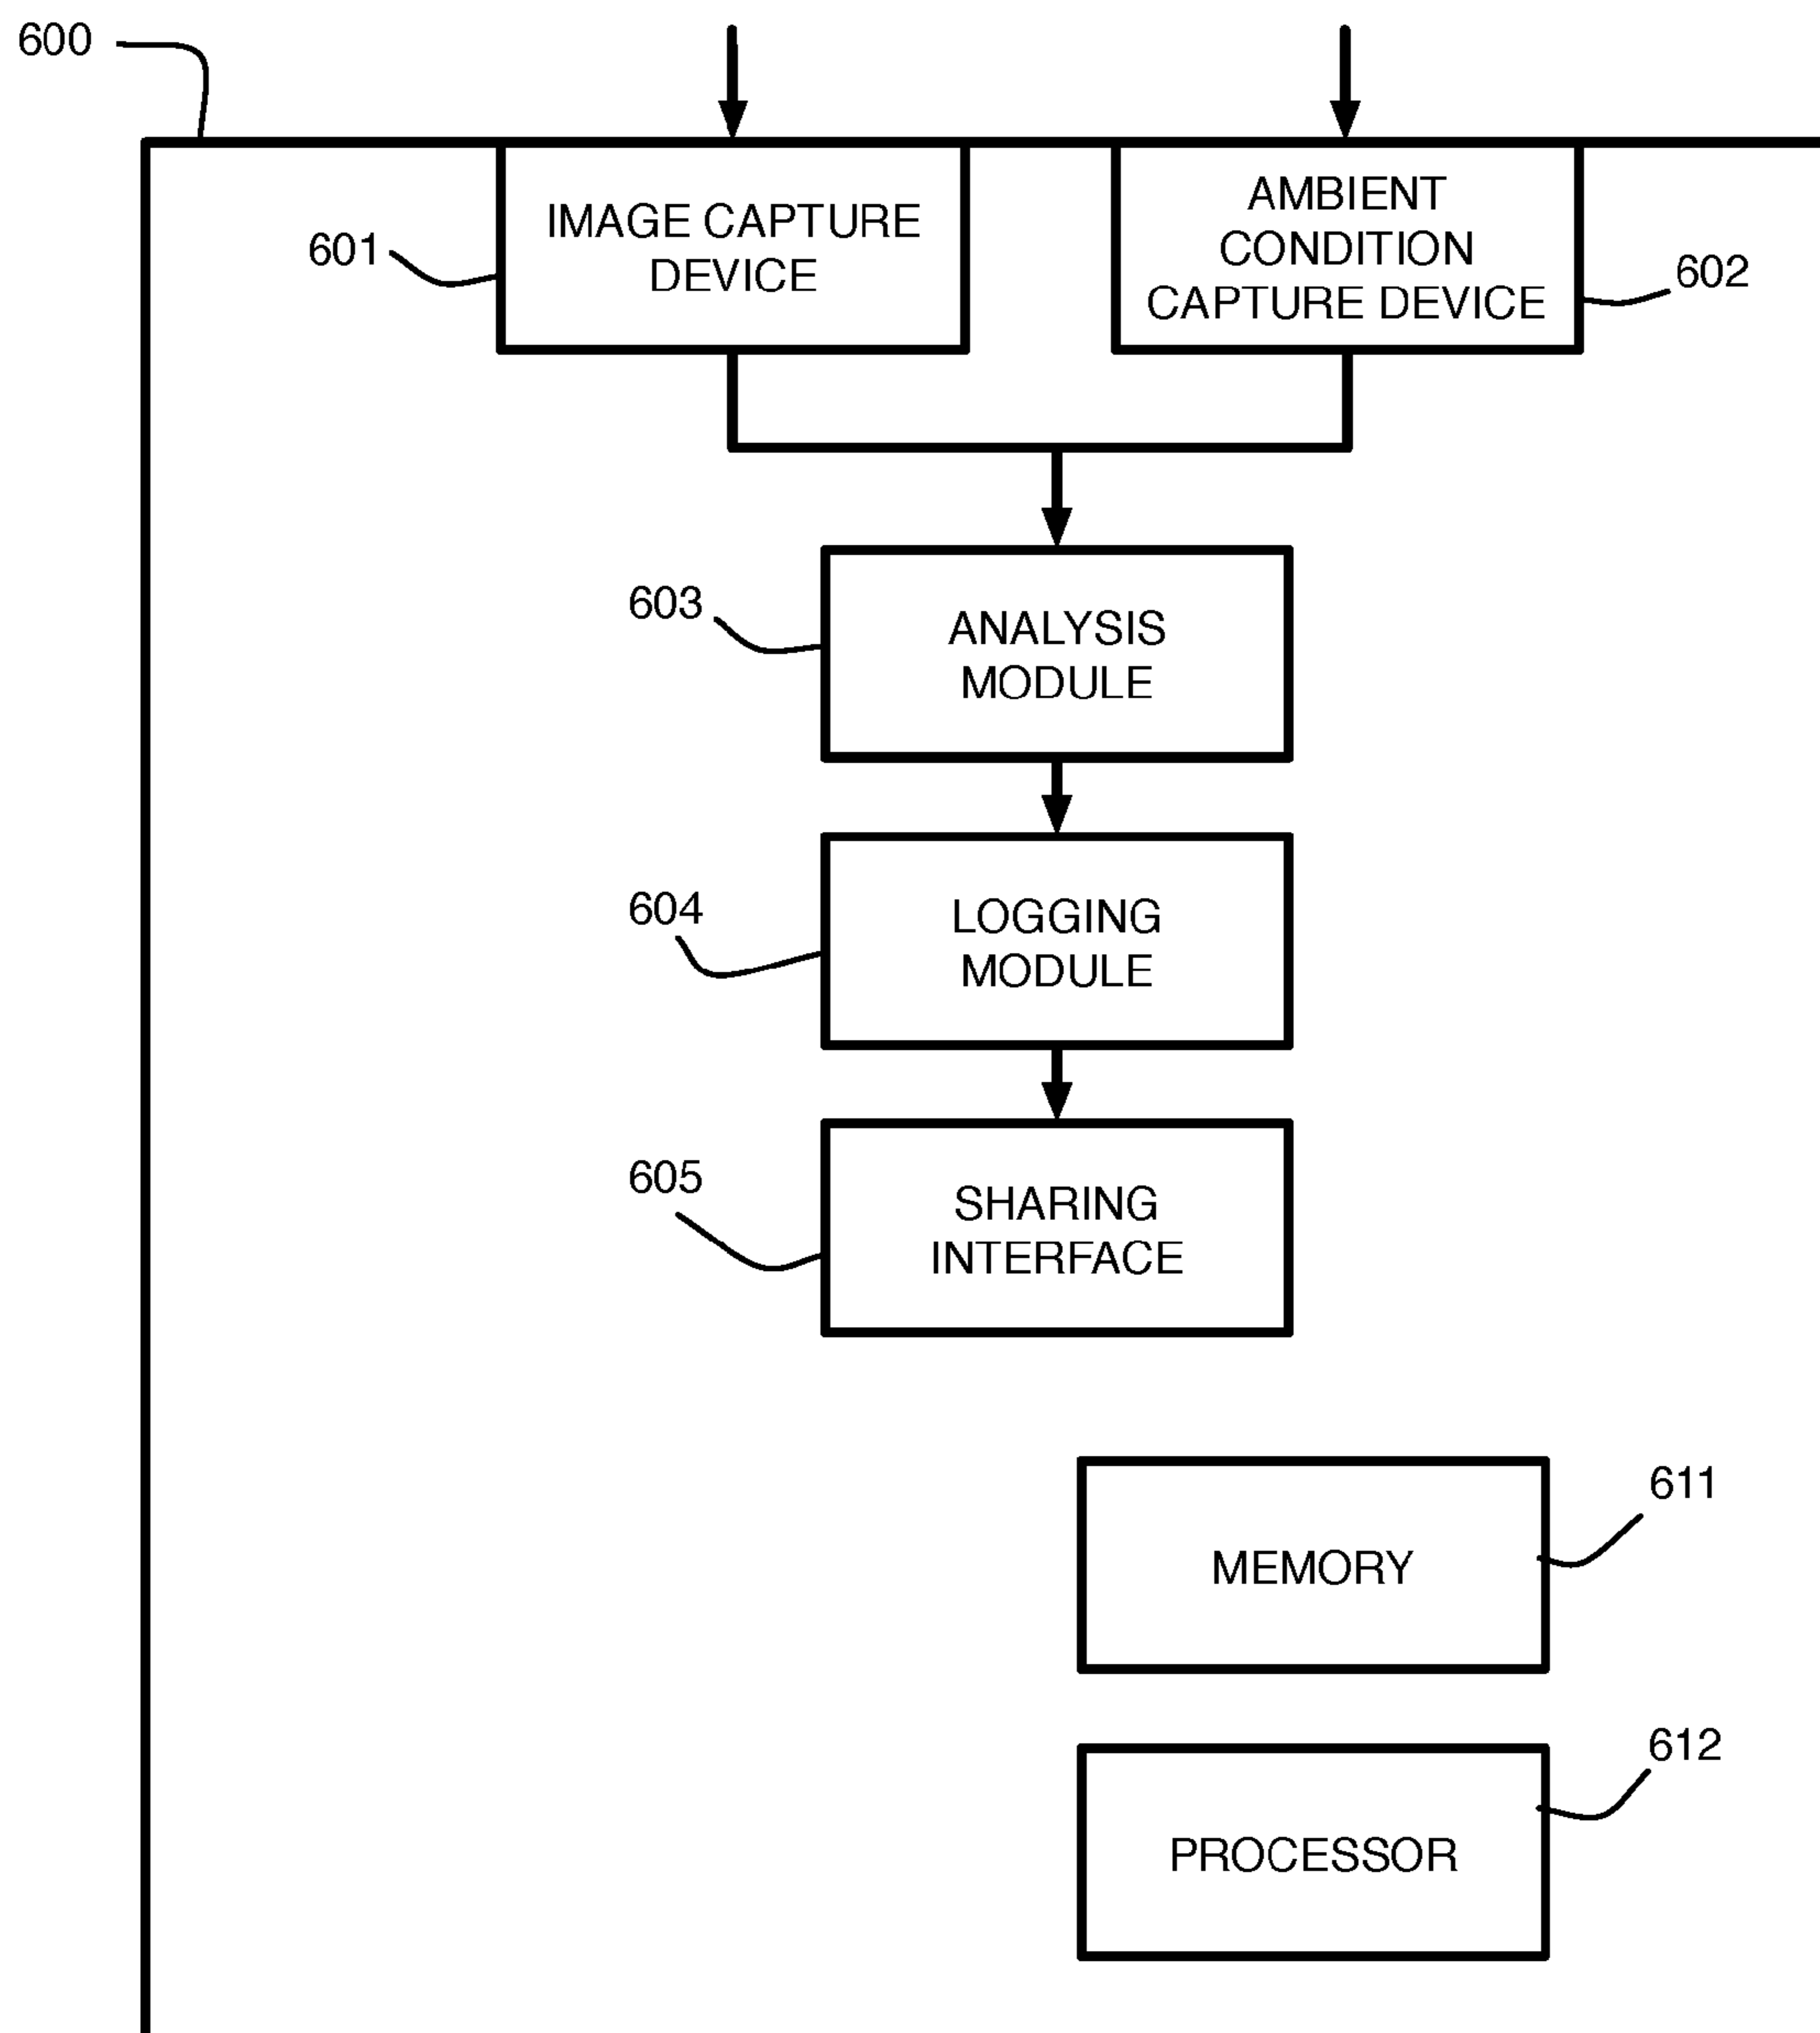 600
601
IMAGE CAPTURE
DEVICE
AMBIENT
CONDITION
CAPTURE DEVICE
602
603
ANALYSIS
MODULE
604
LOGGING
MODULE
605
SHARING
INTERFACE
611
MEMORY
612
PROCESSOR